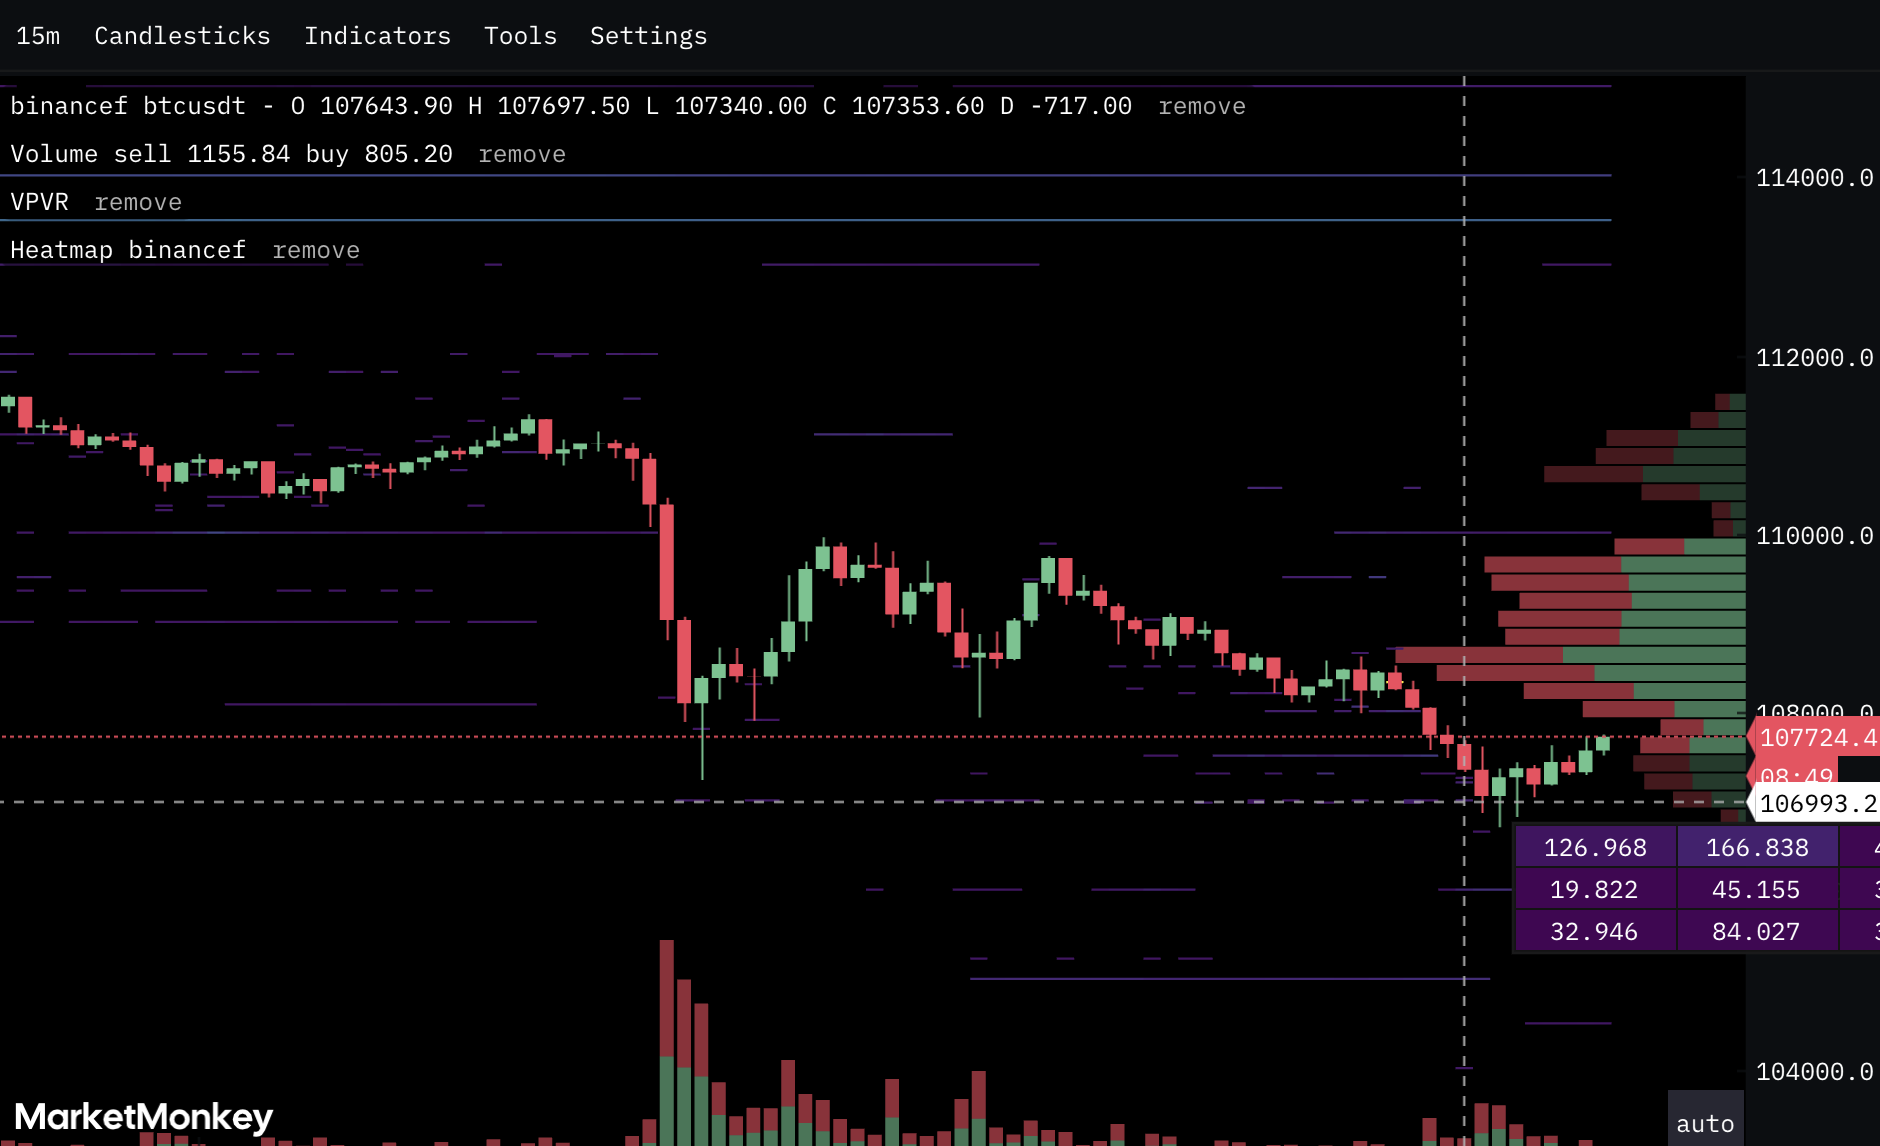 15m Candlesticks Indicators Tools Settings
binancef btcusdt - O 107643.90 H 107697.50 L 107340.00 C 107353.60 D -717.00 remove
Volume sell 1155.84 buy 805.20 remove
VPVR remove
Heatmap binancef remove
114000.0
112000.0
110000.0
108000.0
107724.4
08:49
106993.2
126.968 166.838
19.822 45.155
32.946 84.027
104000.0
MarketMonkey
auto